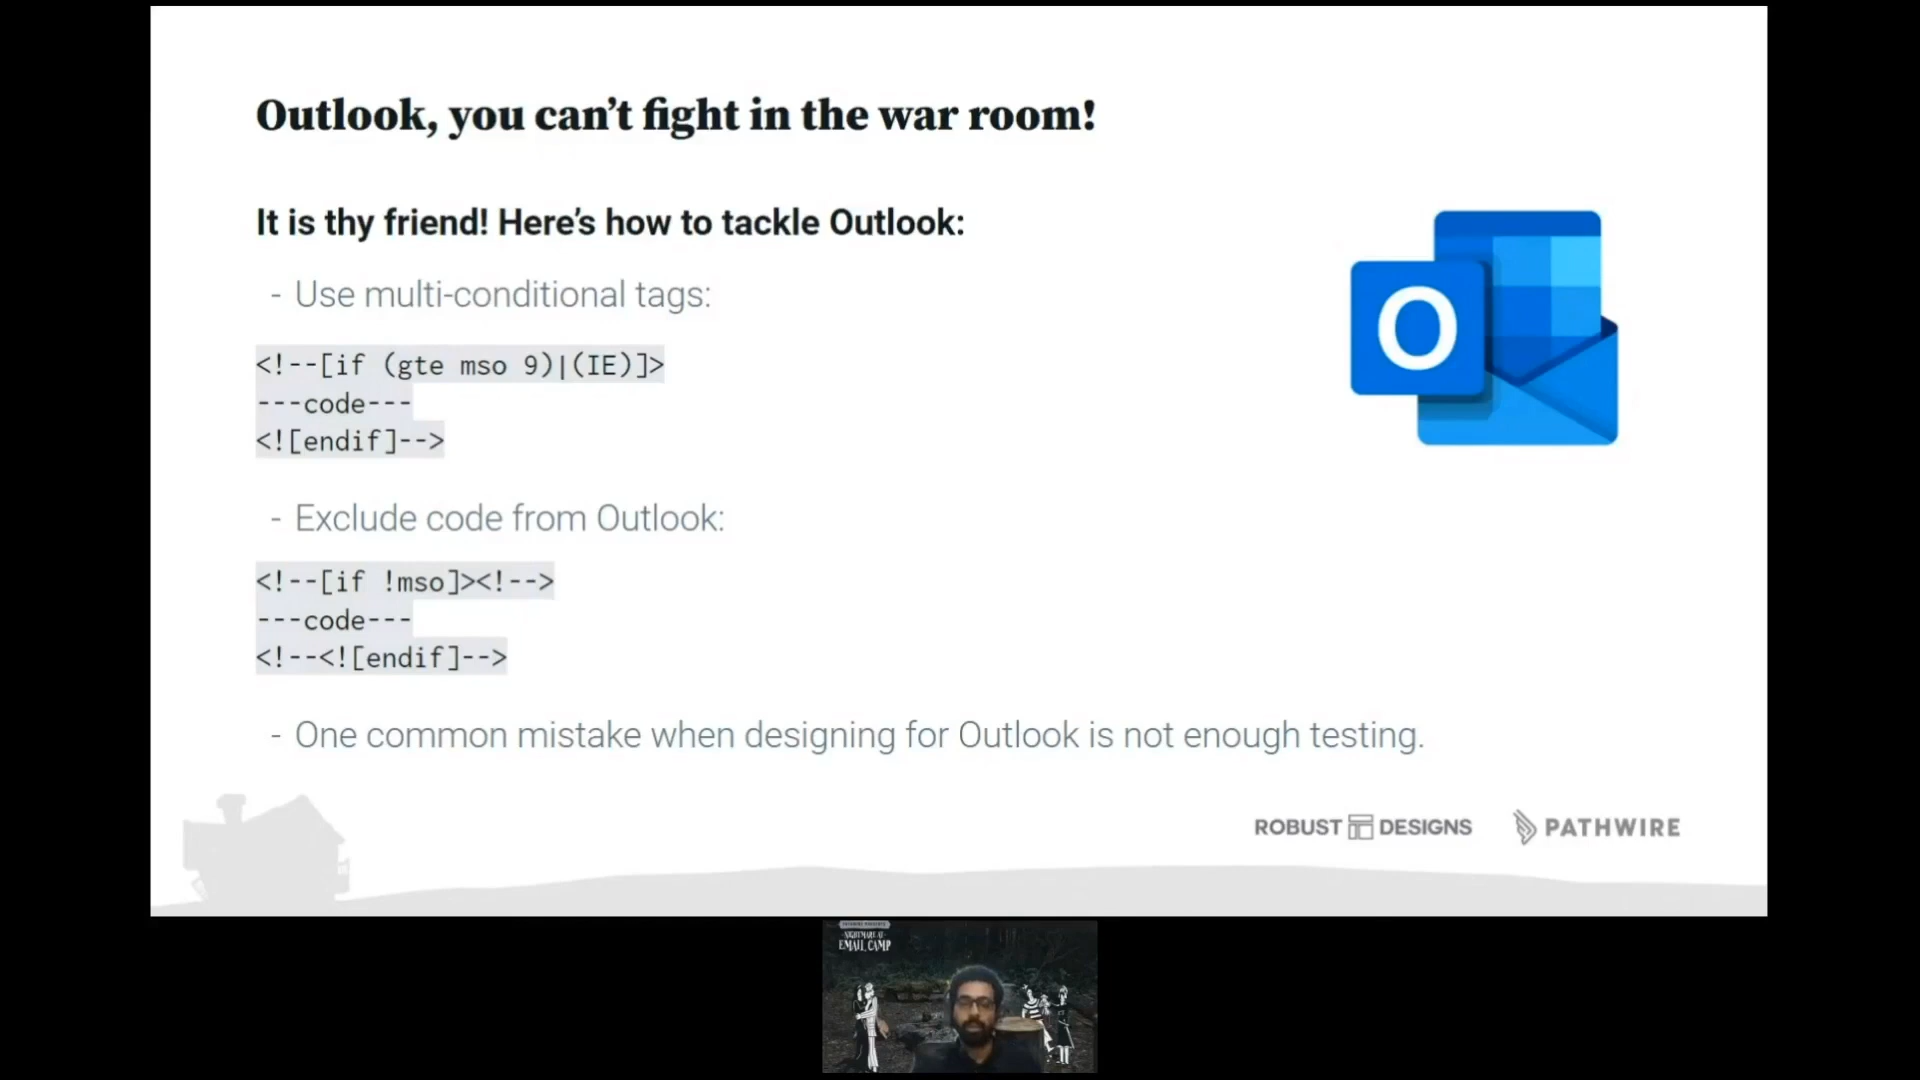 Outlook, you can't fight in the war room!
It is thy friend! Here's how to tackle Outlook:
- Use multi-conditional tags:
<!--[if (gte mso 9)|(IE)]>
---code---
<![endif]-->
- Exclude code from Outlook:
<!--[if !mso]><!-->
---code---
<!--<![endif]-->
- One common mistake when designing for Outlook is not enough testing.
O
ROBUST DESIGNS
PATHWIRE
NIGHTMARE AT
EMAIL CAMP